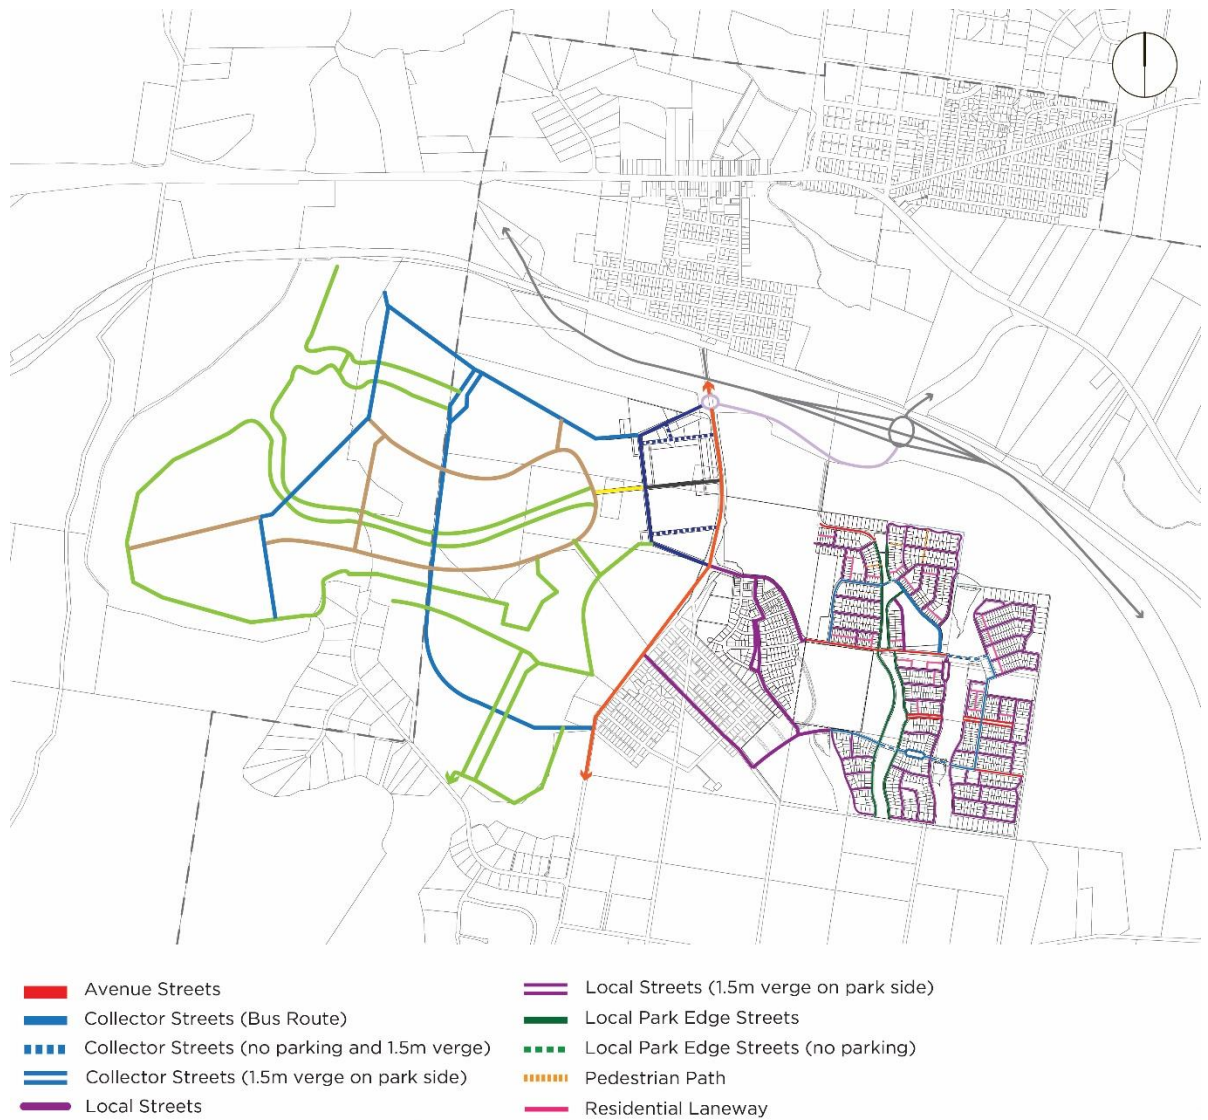 Avenue Streets
Collector Streets (Bus Route)
Collector Streets (no parking and 1.5m verge)
Collector Streets (1.5m verge on park side)
Local Streets
Local Streets (1.5m verge on park side)
Local Park Edge Streets
Local Park Edge Streets (no parking)
Pedestrian Path
Residential Laneway